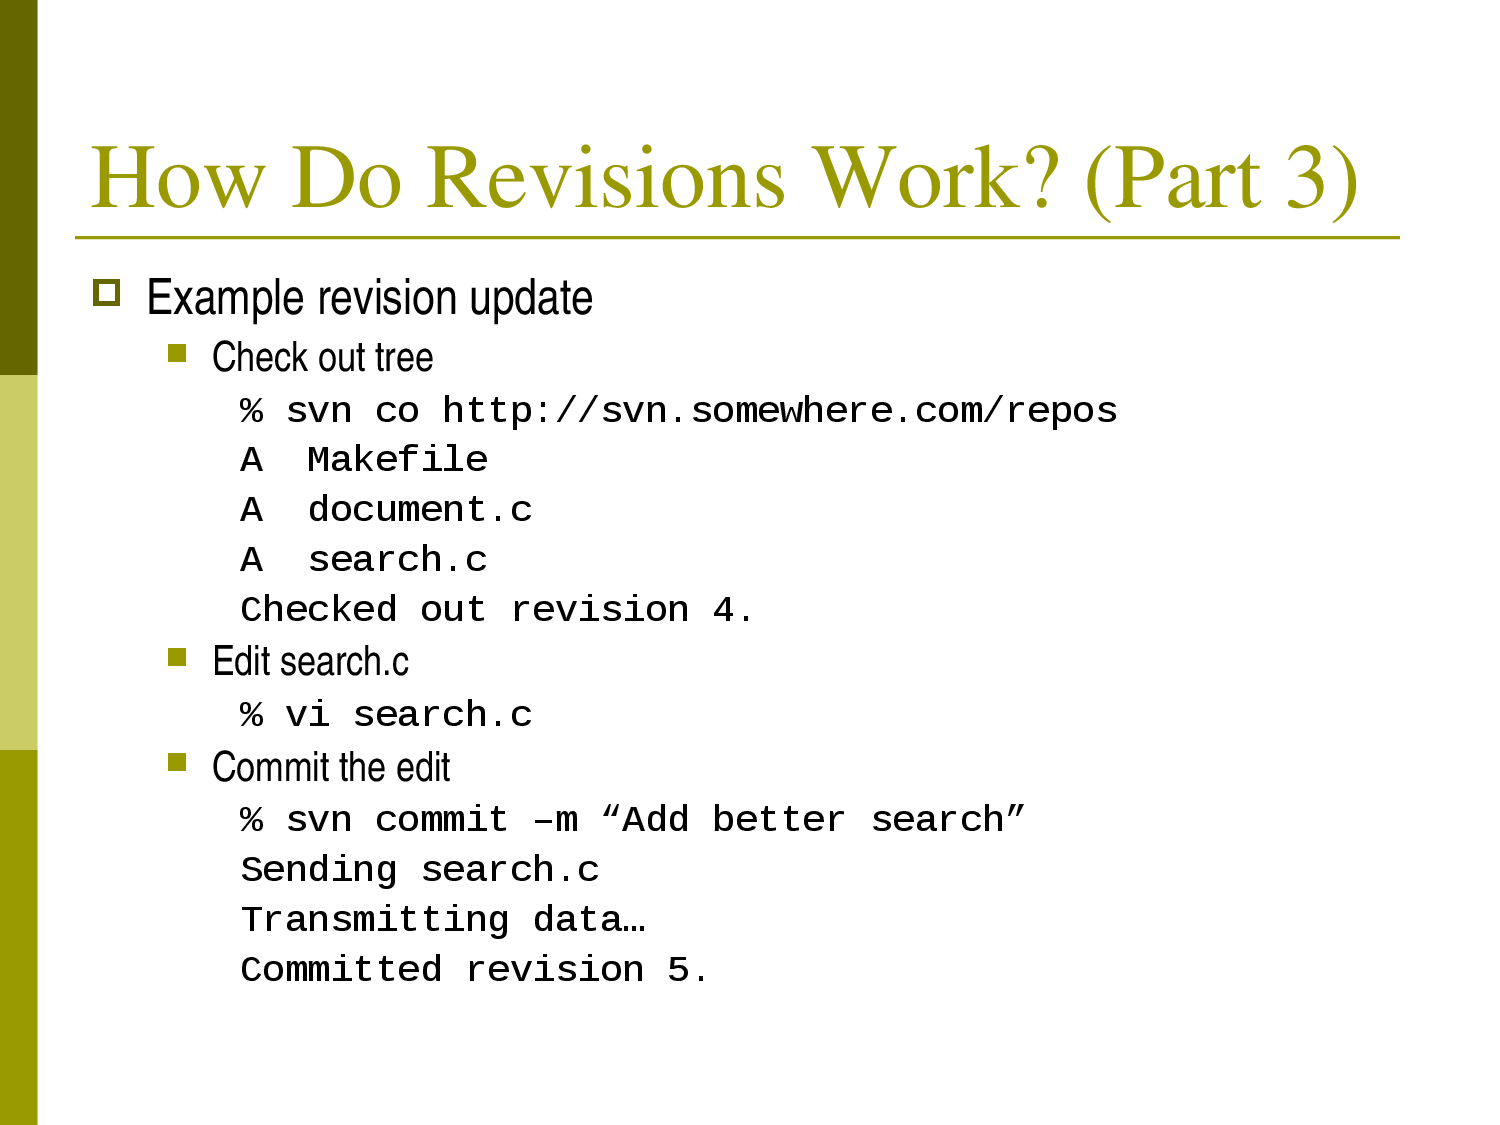 How Do Revisions Work? (Part 3)
Example revision update
Check out tree
% svn co http://svn.somewhere.com/repos
A  Makefile
A  document.c
A  search.c
Checked out revision 4.
Edit search.c
% vi search.c
Commit the edit
% svn commit –m “Add better search”
Sending search.c
Transmitting data…
Committed revision 5.